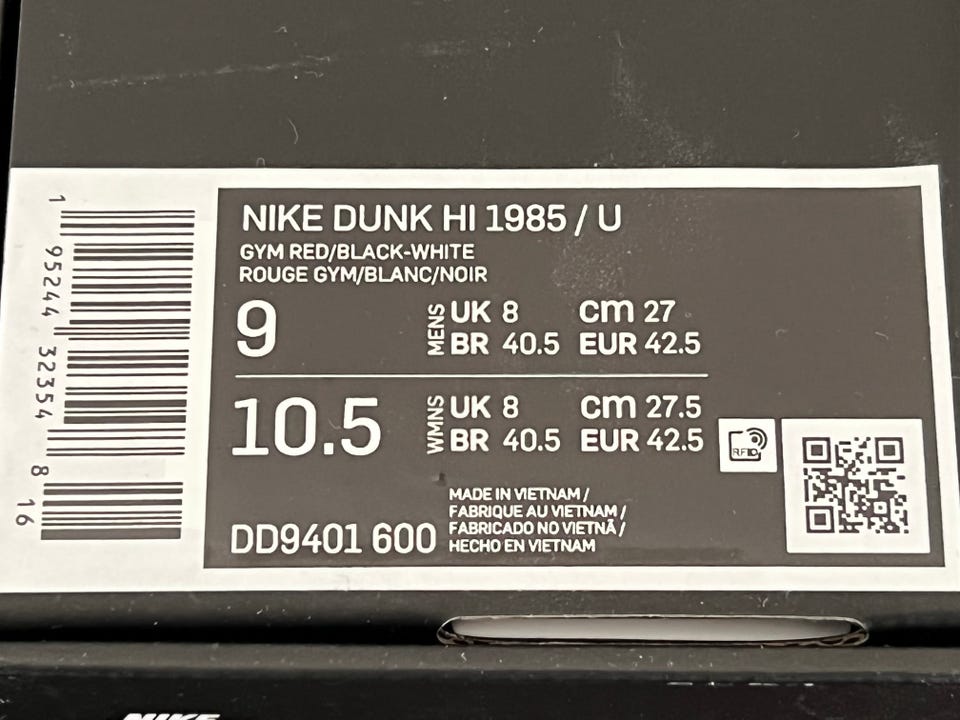 1 95244 32354 8 16
NIKE DUNK HI 1985 / U
GYM RED/BLACK-WHITE
ROUGE GYM/BLANC/NOIR
9
MENS
UK 8 cm 27
BR 40.5 EUR 42.5
10.5
WMNS
UK 8 cm 27.5
BR 40.5 EUR 42.5
RFID
DD9401 600
MADE IN VIETNAM /
FABRIQUE AU VIETNAM /
FABRICADO NO VIETNÃ /
HECHO EN VIETNAM
NIKE